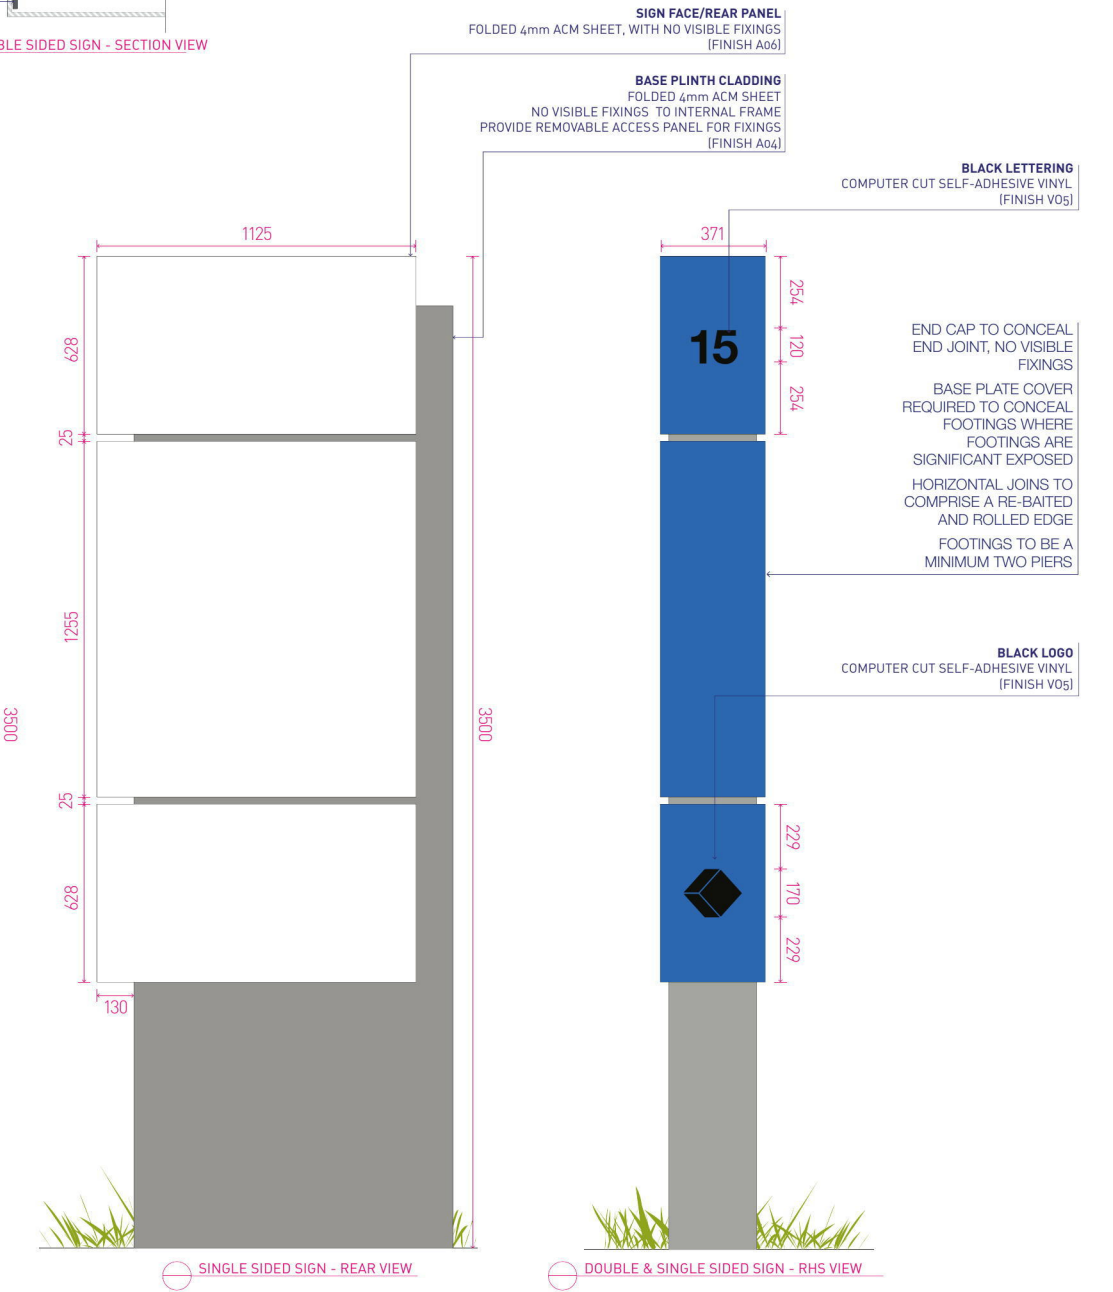 BLE SIDED SIGN - SECTION VIEW
SIGN FACE/REAR PANEL
FOLDED 4mm ACM SHEET, WITH NO VISIBLE FIXINGS
(FINISH A06)
BASE PLINTH CLADDING
FOLDED 4mm ACM SHEET
NO VISIBLE FIXINGS TO INTERNAL FRAME
PROVIDE REMOVABLE ACCESS PANEL FOR FIXINGS
(FINISH A04)
BLACK LETTERING
COMPUTER CUT SELF-ADHESIVE VINYL
(FINISH V05)
1125
628
25
1255
25
628
130
3500
3500
371
15
254
120
254
END CAP TO CONCEAL
END JOINT, NO VISIBLE
FIXINGS
BASE PLATE COVER
REQUIRED TO CONCEAL
FOOTINGS WHERE
FOOTINGS ARE
SIGNIFICANT EXPOSED
HORIZONTAL JOINS TO
COMPRISE A RE-BAITED
AND ROLLED EDGE
FOOTINGS TO BE A
MINIMUM TWO PIERS
BLACK LOGO
COMPUTER CUT SELF-ADHESIVE VINYL
(FINISH V05)
229
170
229
SINGLE SIDED SIGN - REAR VIEW
DOUBLE & SINGLE SIDED SIGN - RHS VIEW